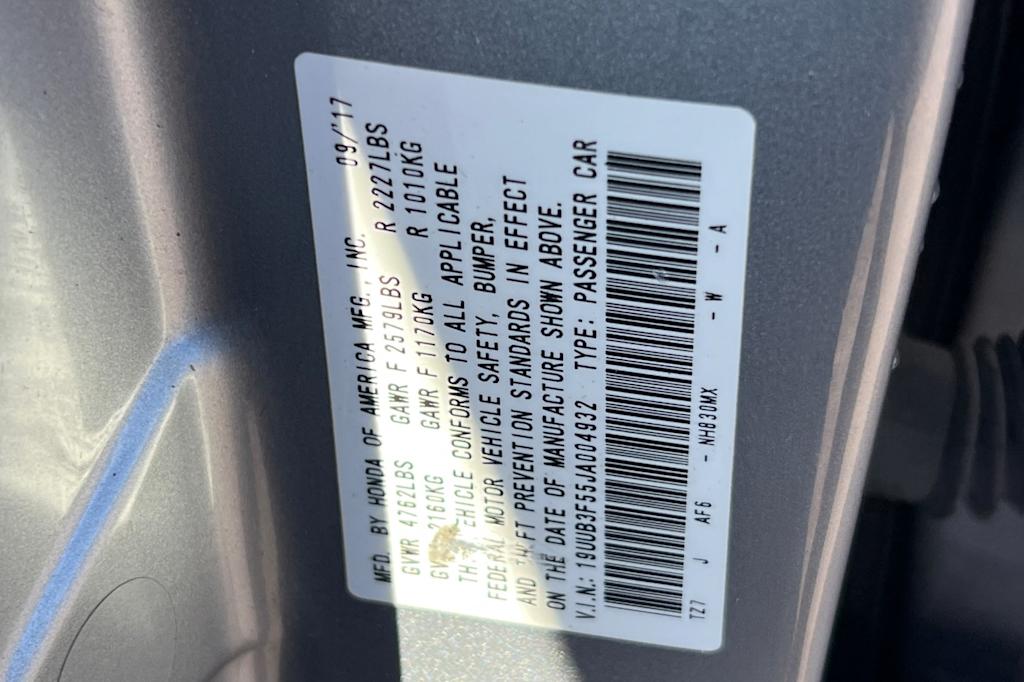 MFD. BY HONDA OF AMERICA MFG., INC. 09/'17
GVWR 4762LBS GAWR F 2579LBS R 2227LBS
2160KG GAWR F 1170KG R 1010KG
VEHICLE CONFORMS TO ALL APPLICABLE
FEDERAL MOTOR VEHICLE SAFETY, BUMPER,
AND THEFT PREVENTION STANDARDS IN EFFECT
ON THE DATE OF MANUFACTURE SHOWN ABOVE.
V.I.N.: 19UUB3F55JA004932 TYPE: PASSENGER CAR
TZ7 J AF6 - NH830MX - W - A